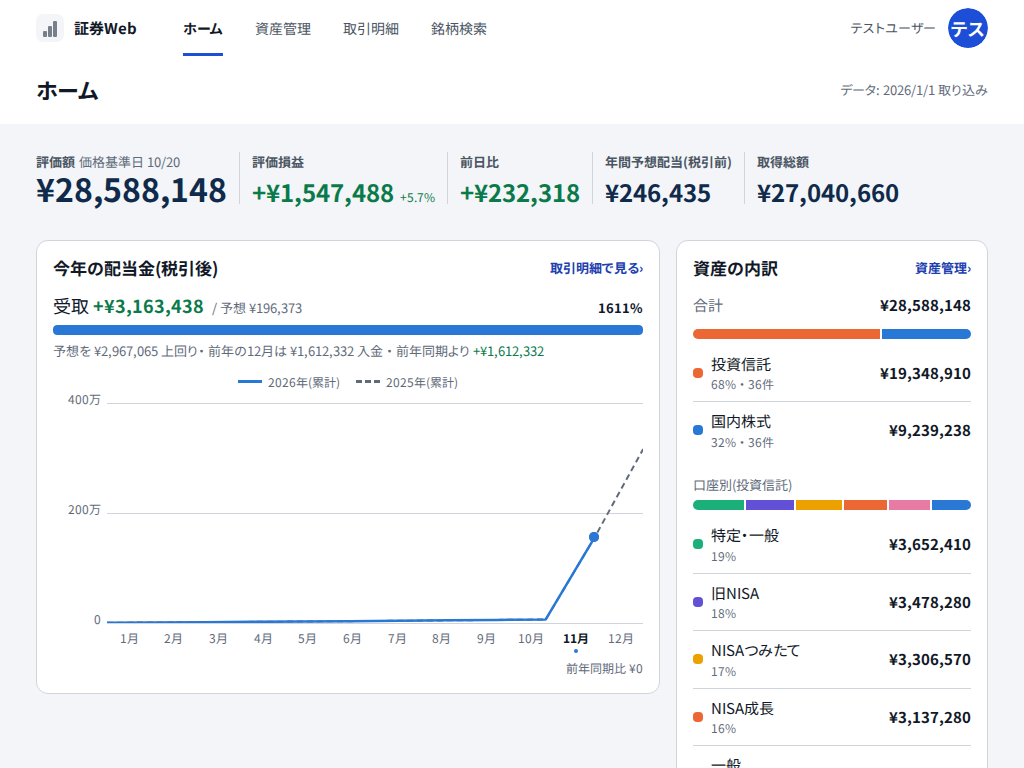 証券Web
ホーム
資産管理
取引明細
銘柄検索
テストユーザー
テス
ホーム
データ: 2026/1/1 取り込み
評価額 価格基準日 10/20
¥28,588,148
評価損益
+¥1,547,488 +5.7%
前日比
+¥232,318
年間予想配当(税引前)
¥246,435
取得総額
¥27,040,660
今年の配当金(税引後)
取引明細で見る›
受取 +¥3,163,438 / 予想 ¥196,373
1611%
予想を ¥2,967,065 上回り・前年の12月は ¥1,612,332 入金・前年同期より +¥1,612,332
2026年(累計)
2025年(累計)
400万
200万
0
1月 2月 3月 4月 5月 6月 7月 8月 9月 10月 11月 12月
前年同期比 ¥0
資産の内訳
資産管理›
合計
¥28,588,148
投資信託
68%・36件
¥19,348,910
国内株式
32%・36件
¥9,239,238
口座別(投資信託)
特定・一般
19%
¥3,652,410
旧NISA
18%
¥3,478,280
NISAつみたて
17%
¥3,306,570
NISA成長
16%
¥3,137,280
一般